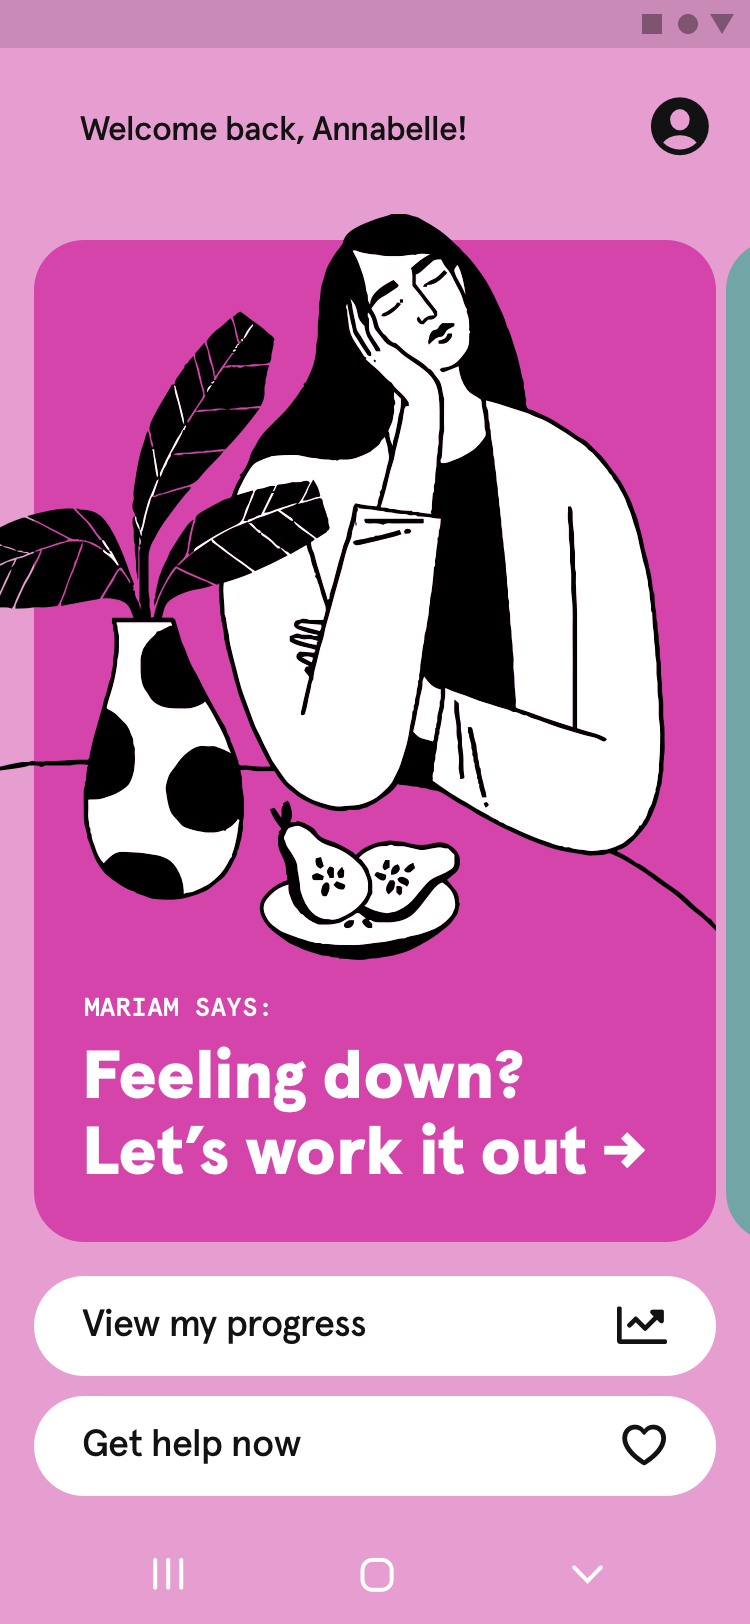 Welcome back, Annabelle!
MARIAM SAYS:
Feeling down?
Let’s work it out →
View my progress
Get help now